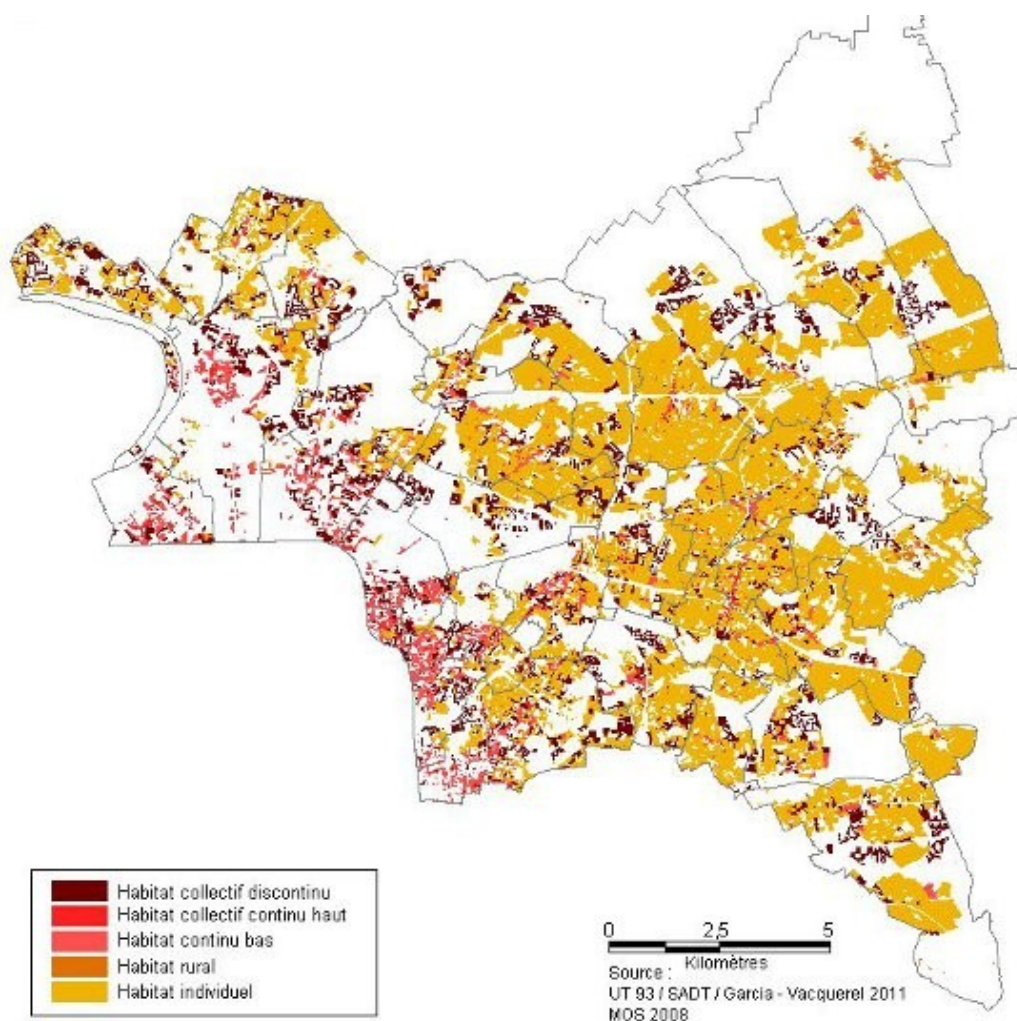 Habitat collectif discontinu
Habitat collectif continu haut
Habitat continu bas
Habitat rural
Habitat individuel
0 2,5 5
Kilomètres
Source :
UT 93 / SADT / Garcia - Vacquerel 2011
MOS 2008